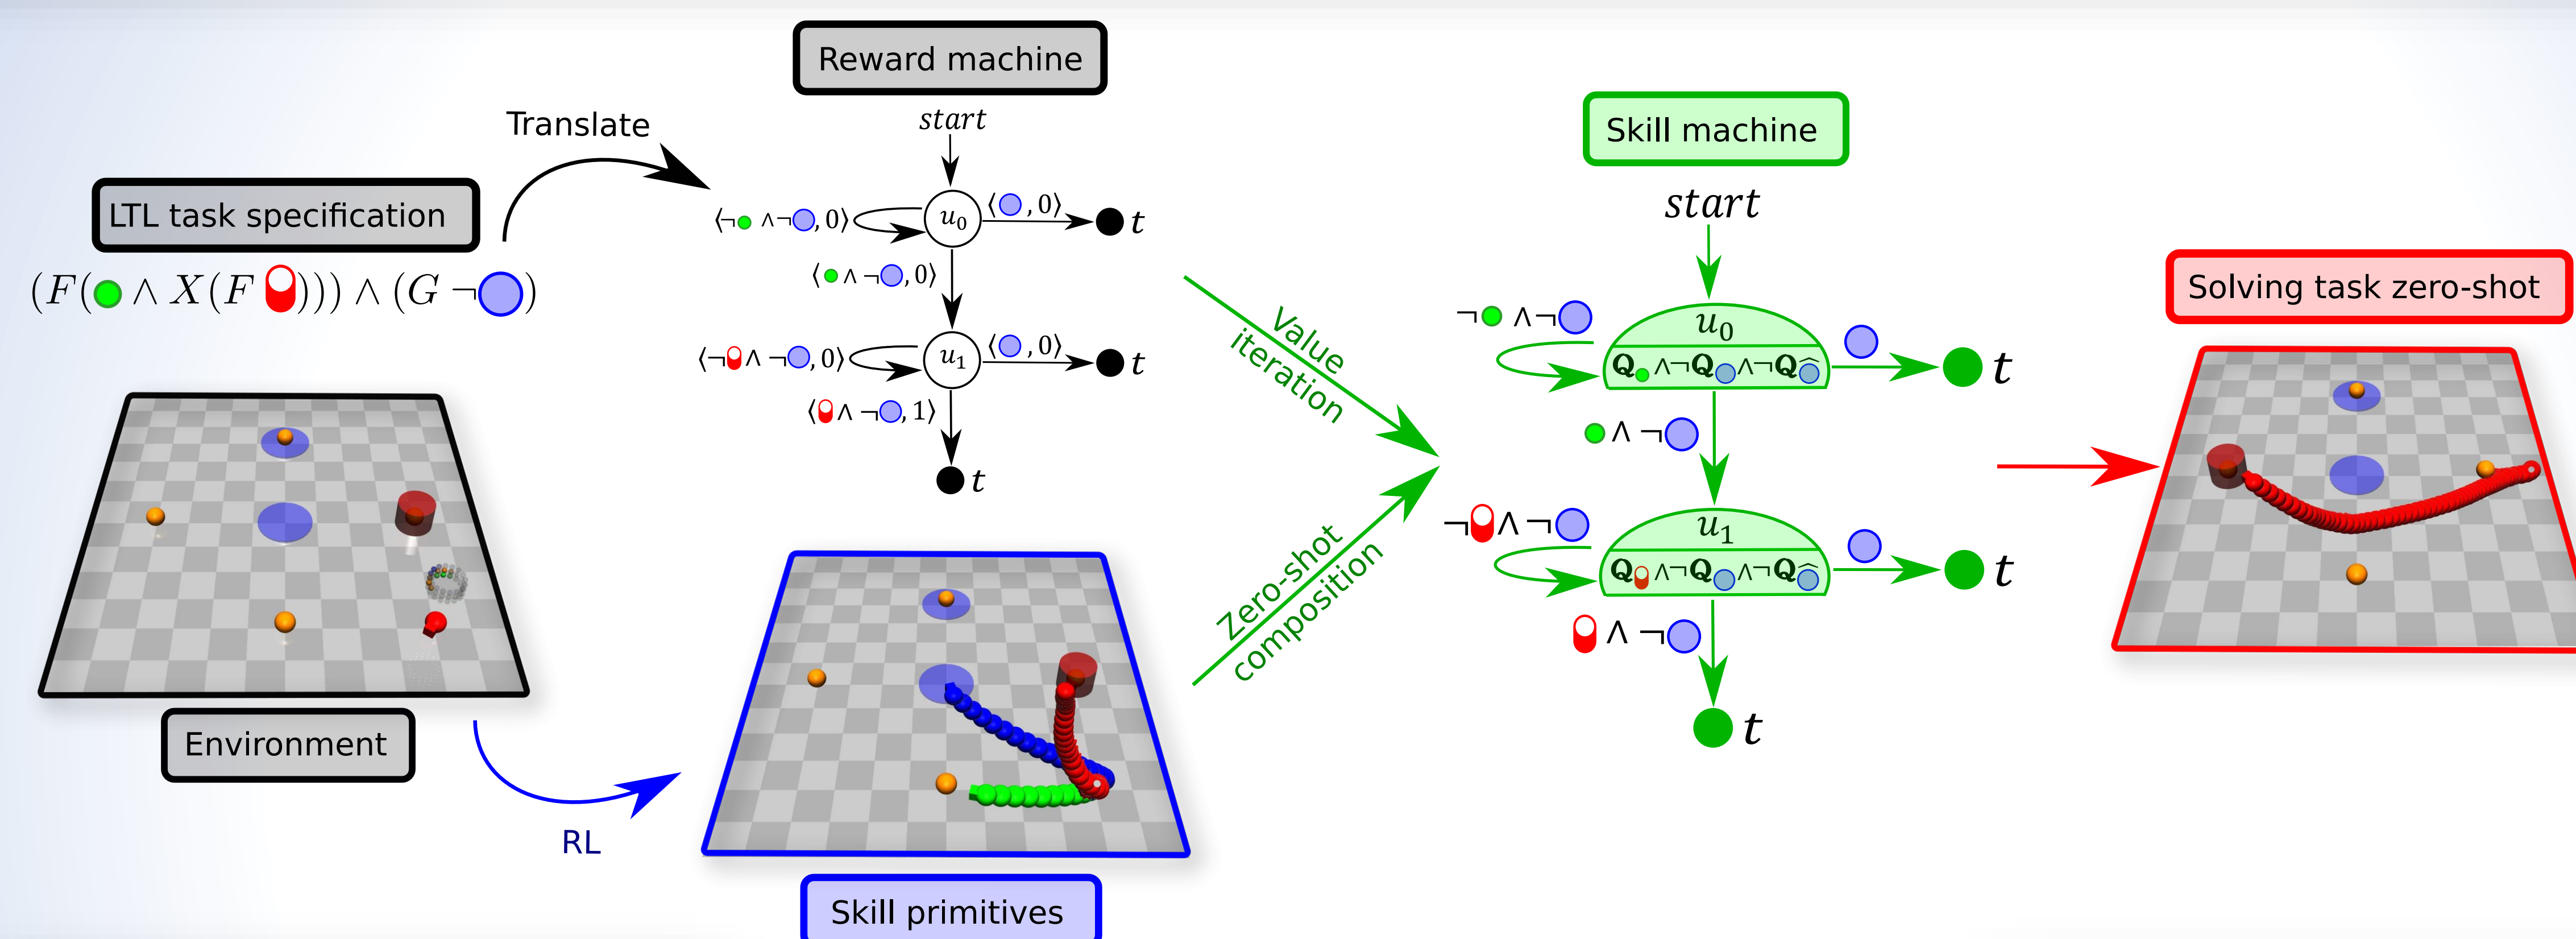 Reward machine
Translate
start
LTL task specification
(F( ∧ X(F ))) ∧ (G ¬ )
⟨¬ ∧¬ , 0⟩
u₀
⟨ , 0⟩
t
⟨ ∧ ¬ , 0⟩
⟨¬ ∧ ¬ , 0⟩
u₁
⟨ , 0⟩
t
⟨ ∧ ¬ , 1⟩
t
Environment
RL
Skill primitives
Value
iteration
Zero-shot
composition
Skill machine
start
¬ ∧¬
u₀
Q ∧¬Q ∧¬Q
t
∧ ¬
¬ ∧ ¬
u₁
Q ∧¬Q ∧¬Q
t
∧ ¬
t
Solving task zero-shot